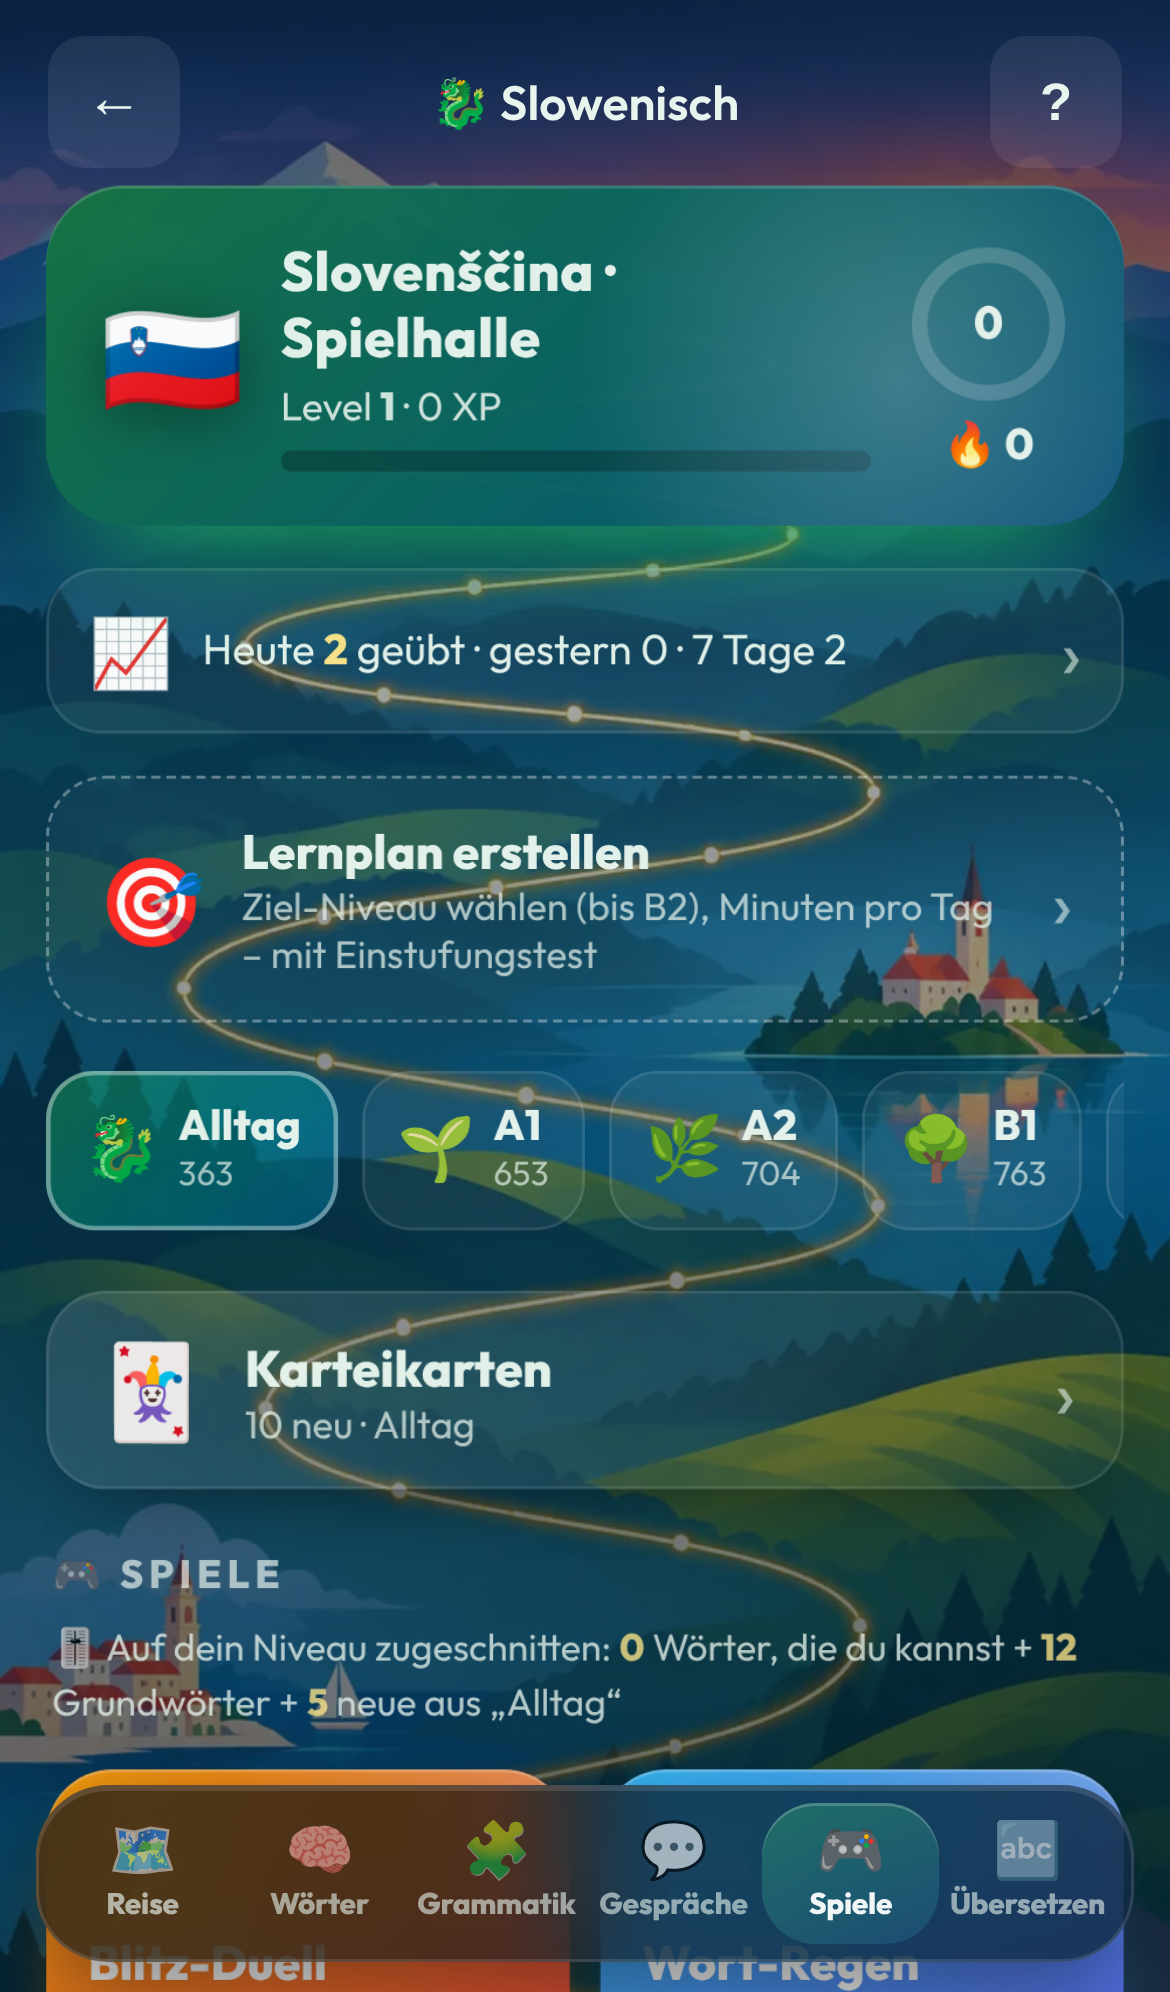 ←
🐉 Slowenisch
?
Slovenščina ·
Spielhalle
Level 1 · 0 XP
0
🔥 0
Heute 2 geübt · gestern 0 · 7 Tage 2
Lernplan erstellen
Ziel-Niveau wählen (bis B2), Minuten pro Tag
– mit Einstufungstest
Alltag
363
A1
653
A2
704
B1
763
Karteikarten
10 neu · Alltag
🎮 SPIELE
Auf dein Niveau zugeschnitten: 0 Wörter, die du kannst + 12
Grundwörter + 5 neue aus „Alltag“
abc
Reise
Wörter
Grammatik
Gespräche
Spiele
Übersetzen
Blitz-Duell
Wort-Regen